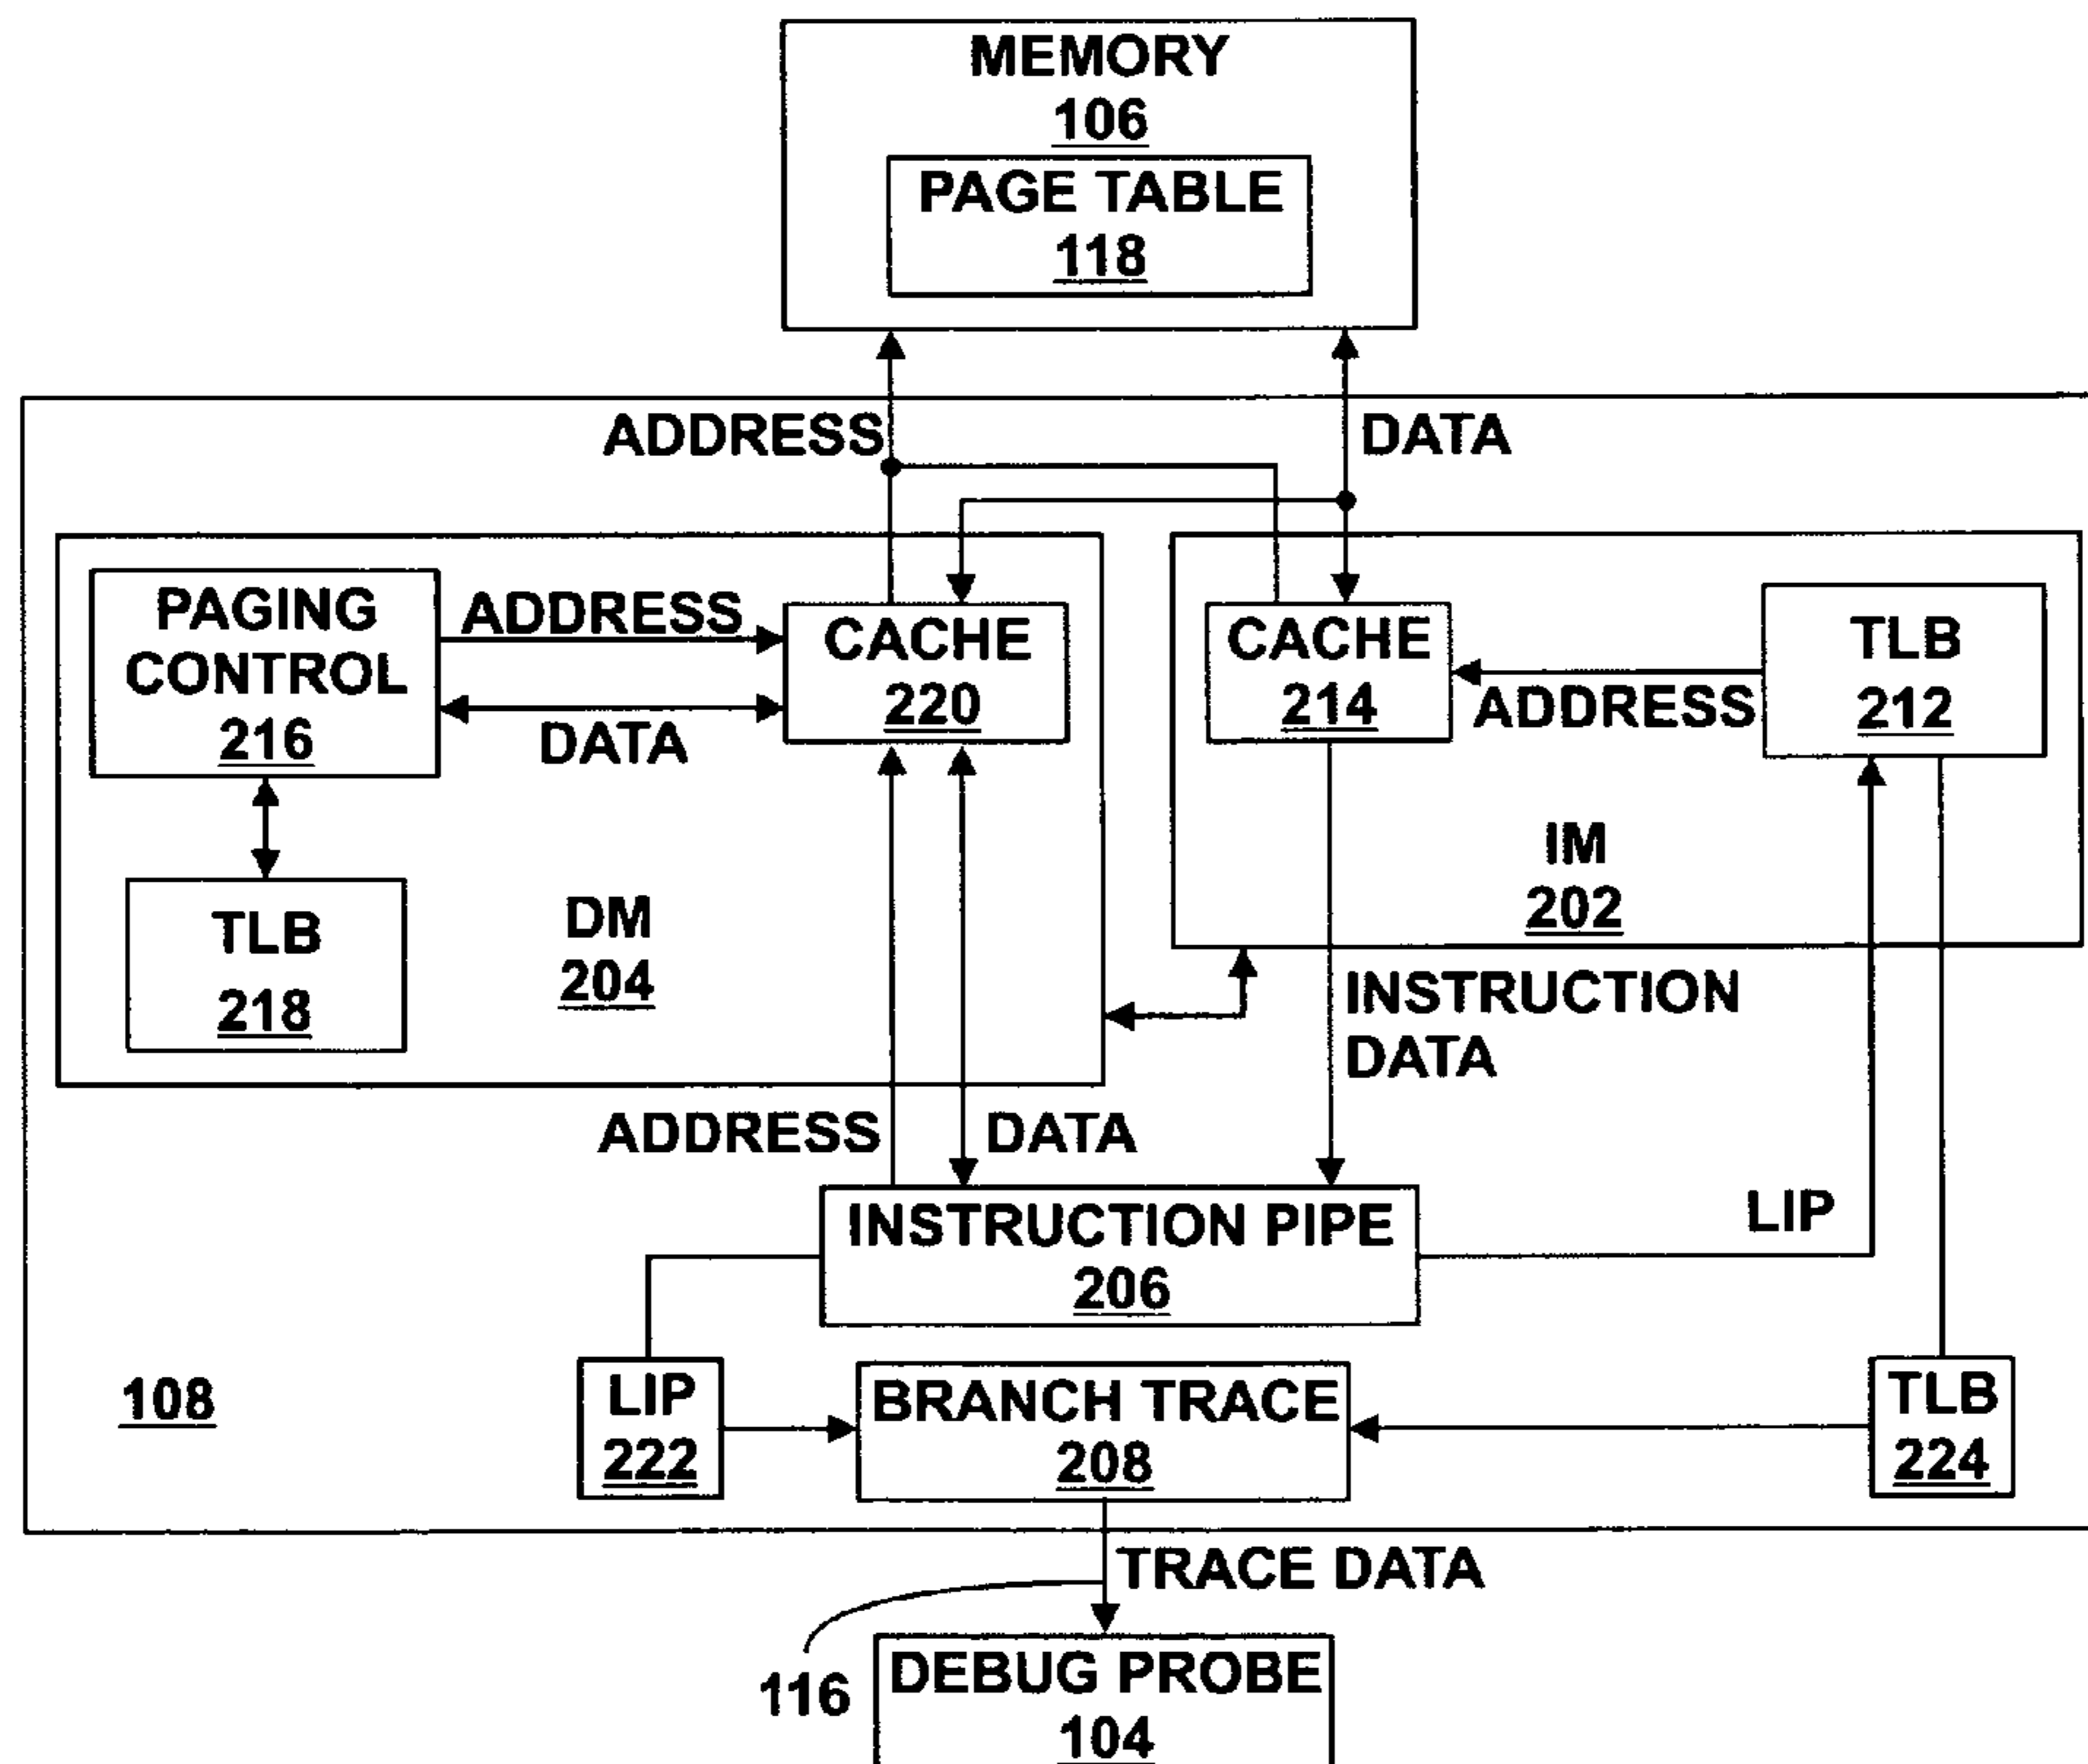 MEMORY
106
PAGE TABLE
118
ADDRESS
DATA
PAGING
CONTROL
216
ADDRESS
DATA
CACHE
220
CACHE
214
ADDRESS
TLB
212
TLB
218
DM
204
IM
202
INSTRUCTION
DATA
ADDRESS
DATA
INSTRUCTION PIPE
206
LIP
108
LIP
222
BRANCH TRACE
208
TLB
224
TRACE DATA
116
DEBUG PROBE
104